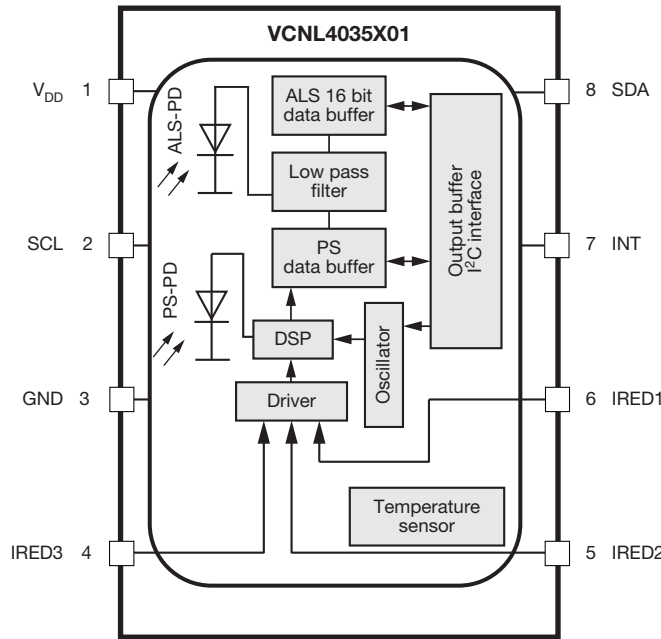 VCNL4035X01
VDD 1
8 SDA
ALS-PD
ALS 16 bit
data buffer
Low pass
filter
Output buffer
I²C interface
SCL 2
7 INT
PS-PD
PS
data buffer
DSP
Oscillator
GND 3
Driver
6 IRED1
Temperature
sensor
IRED3 4
5 IRED2